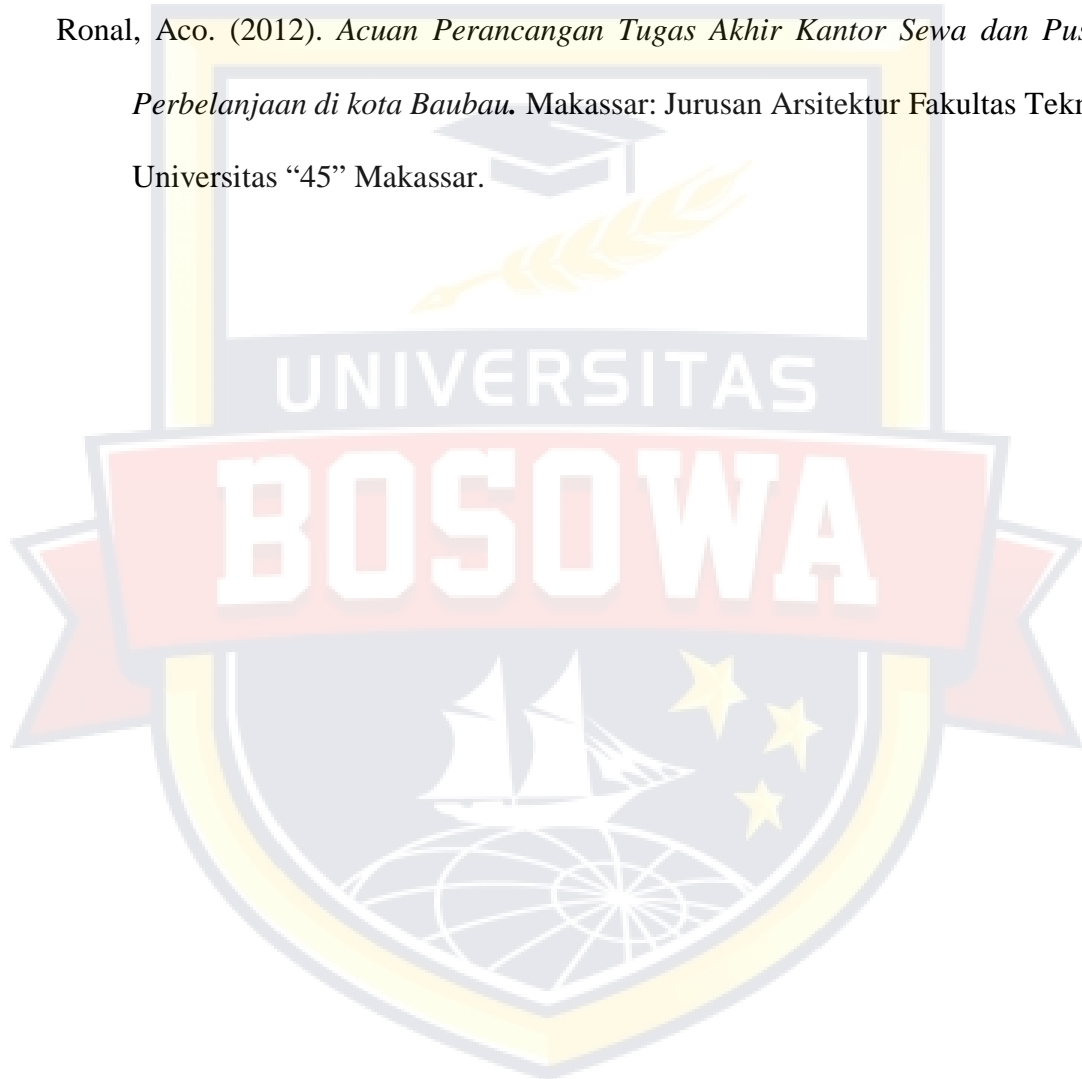 Ronal, Aco. (2012). Acuan Perancangan Tugas Akhir Kantor Sewa dan Pus
Perbelanjaan di kota Baubau. Makassar: Jurusan Arsitektur Fakultas Tekn
Universitas “45” Makassar.
UNIVERSITAS
BOSOWA